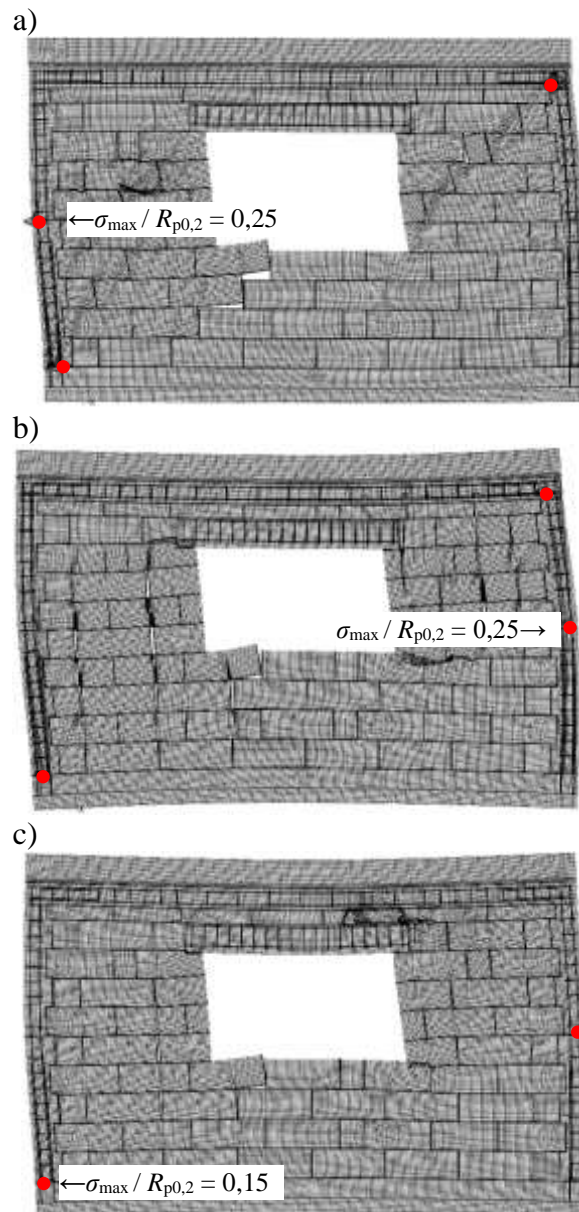 a)
←σmax / Rp0,2 = 0,25
b)
σmax / Rp0,2 = 0,25→
c)
←σmax / Rp0,2 = 0,15